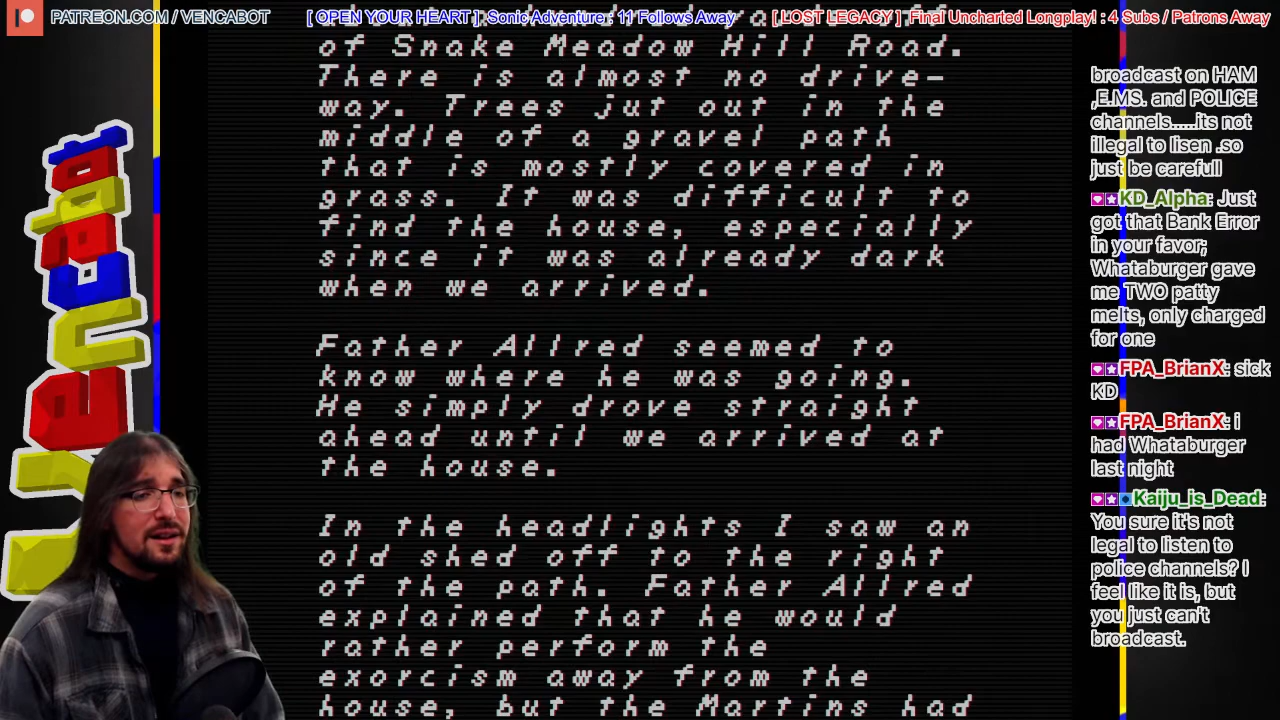 PATREON.COM / VENCABOT
[ OPEN YOUR HEART ] Sonic Adventure : 11 Follows Away
[ LOST LEGACY ] Final Uncharted Longplay! : 4 Subs / Patrons Away
of Snake Meadow Hill Road.
There is almost no drive-
way. Trees jut out in the
middle of a gravel path
that is mostly covered in
grass. It was difficult to
find the house, especially
since it was already dark
when we arrived.
Father Allred seemed to
know where he was going.
He simply drove straight
ahead until we arrived at
the house.
In the headlights I saw an
old shed off to the right
of the path. Father Allred
explained that he would
rather perform the
exorcism away from the
house, but the Martins had
broadcast on HAM
,E.MS. and POLICE
channels.....its not
illegal to lisen .so
just be carefull
KD_Alpha: Just
got that Bank Error
in your favor;
Whataburger gave
me TWO patty
melts, only charged
for one
FPA_BrianX: sick
KD
FPA_BrianX: i
had Whataburger
last night
Kaiju_is_Dead:
You sure it's not
legal to listen to
police channels? I
feel like it is, but
you just can't
broadcast.